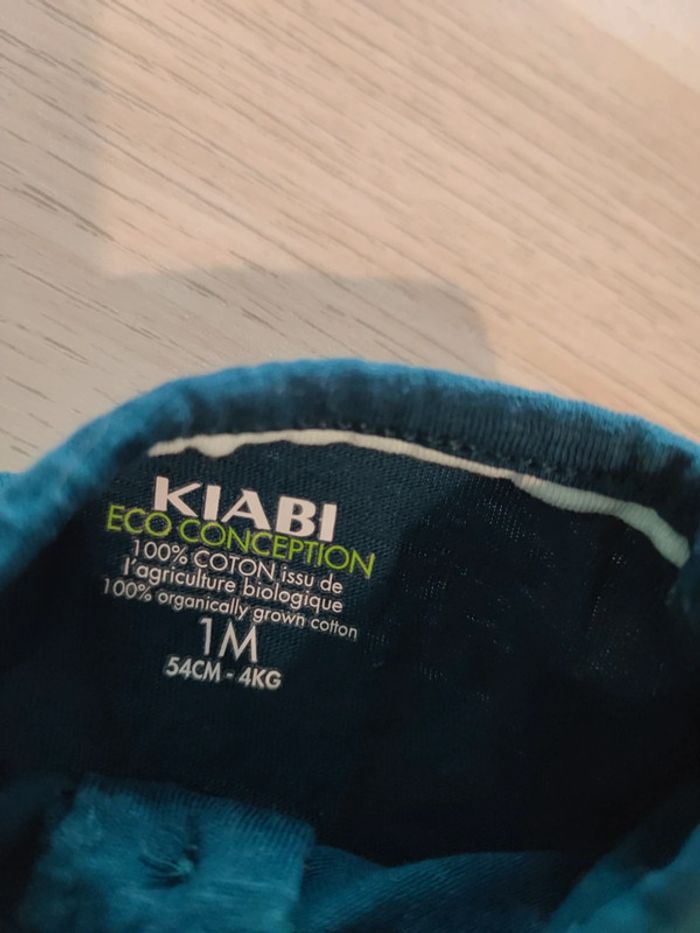 KIABI
ECO CONCEPTION
100% COTON issu de
l'agriculture biologique
100% organically grown cotton
1M
54CM - 4KG